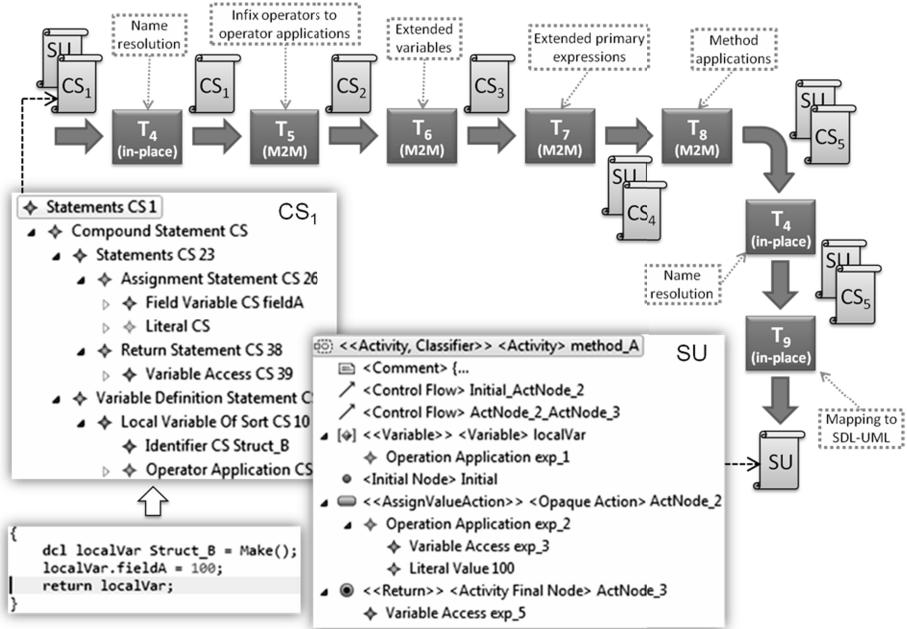 Name
resolution
Infix operators to
operator applications
Extended
variables
Extended primary
expressions
Method
applications
SU
CS1
CS1
CS2
CS3
SU
CS4
SU
CS5
T4
(in-place)
T5
(M2M)
T6
(M2M)
T7
(M2M)
T8
(M2M)
T4
(in-place)
Name
resolution
SU
CS5
T9
(in-place)
Mapping to
SDL-UML
SU
CS1
Statements CS 1
Compound Statement CS
Statements CS 23
Assignment Statement CS 26
Field Variable CS fieldA
Literal CS
Return Statement CS 38
Variable Access CS 39
Variable Definition Statement C
Local Variable Of Sort CS 10
Identifier CS Struct_B
Operator Application CS
{
dcl localVar Struct_B = Make();
localVar.fieldA = 100;
return localVar;
}
SU
<<Activity, Classifier>> <Activity> method_A
<Comment> {...
<Control Flow> Initial_ActNode_2
<Control Flow> ActNode_2_ActNode_3
<<Variable>> <Variable> localVar
Operation Application exp_1
<Initial Node> Initial
<<AssignValueAction>> <Opaque Action> ActNode_2
Operation Application exp_2
Variable Access exp_3
Literal Value 100
<<Return>> <Activity Final Node> ActNode_3
Variable Access exp_5